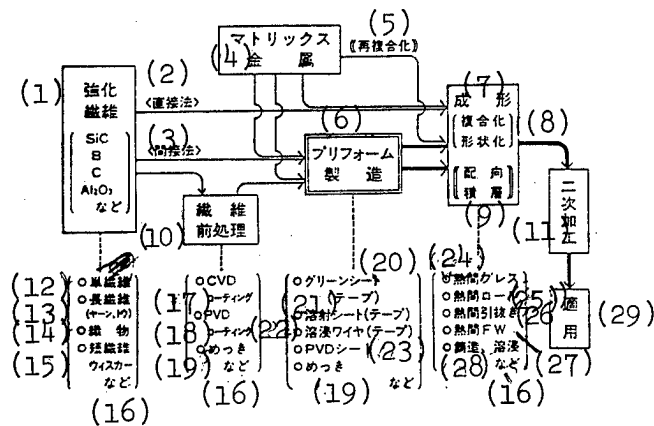 マトリックス
金属
(4)
(5)
〚再複合化〛
(1)
強化
繊維
SiC
B
C
Al₂O₃
など
(2)
〈直接法〉
(3)
〈間接法〉
(6)
プリフォーム
製造
(7)
成形
複合化
形状化
配向
積層
(8)
(9)
二次加工
(11)
(10)
繊維
前処理
(12)
○単繊維
(13)
○長繊維
(ヤーン,トウ)
(14)
○織物
(15)
○短繊維
ウィスカー
など
(16)
(17)
○CVD
コーティング
(18)
○PVD
コーティング
(19)
○めっき
など
(16)
(20)
○グリーンシート
(テープ)
(21)
○溶射シート(テープ)
(22)
○溶浸ワイヤ(テープ)
○PVDシート
(23)
○めっき
など
(19)
(24)
○熱間プレス
○熱間ロール
(25)
○熱間引抜き
(26)
○熱間FW
(27)
○鋳造,溶浸
(28)
など
(16)
適用
(29)